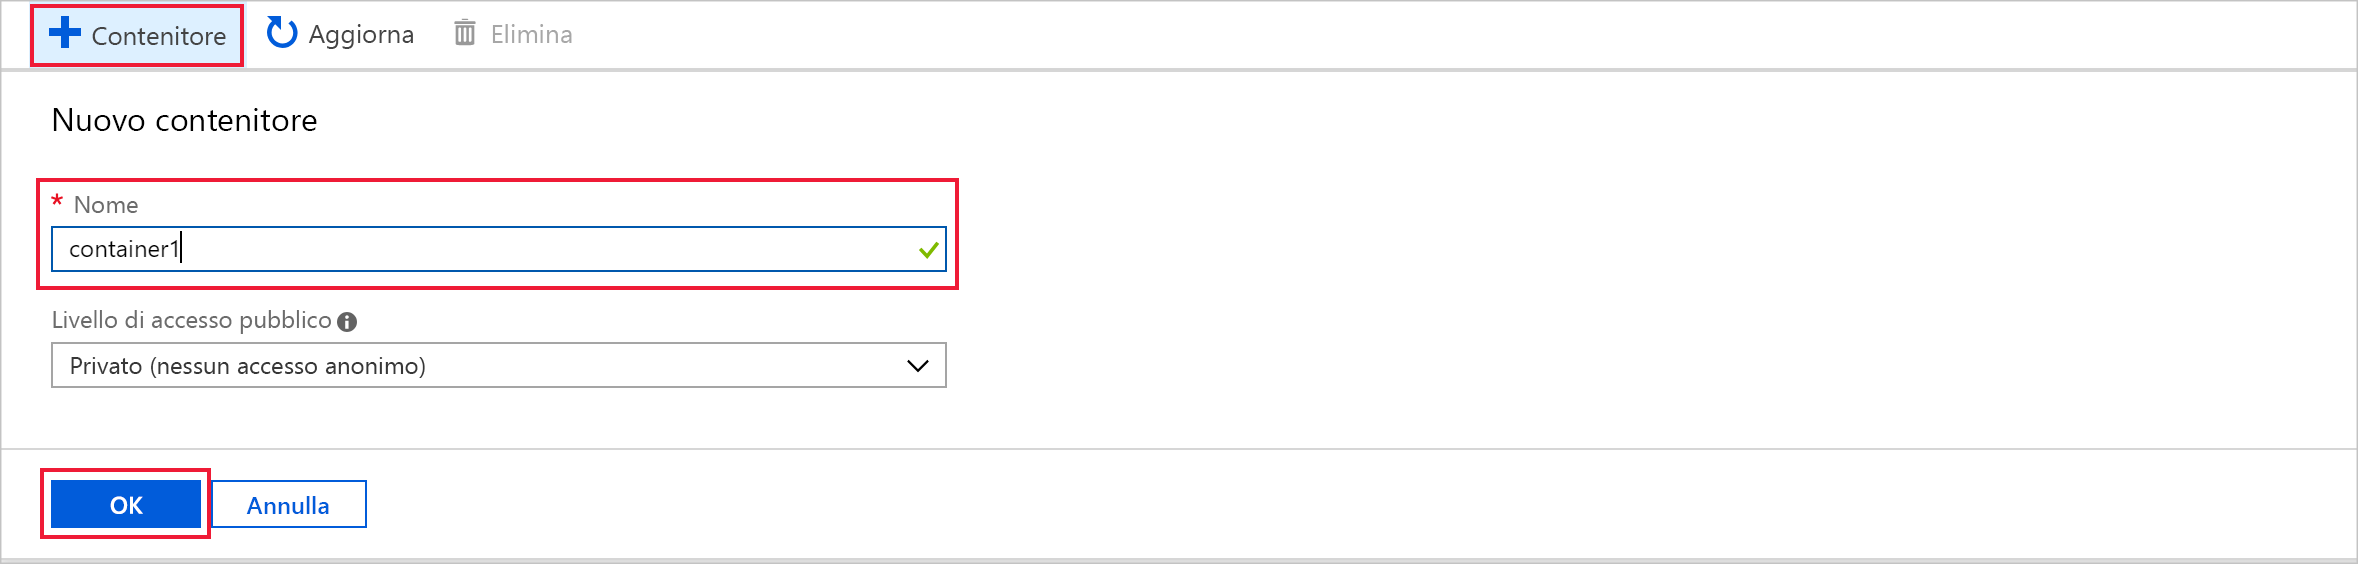 Contenitore Aggiorna Elimina
Nuovo contenitore
* Nome
container1
Livello di accesso pubblico
Privato (nessun accesso anonimo)
OK Annulla